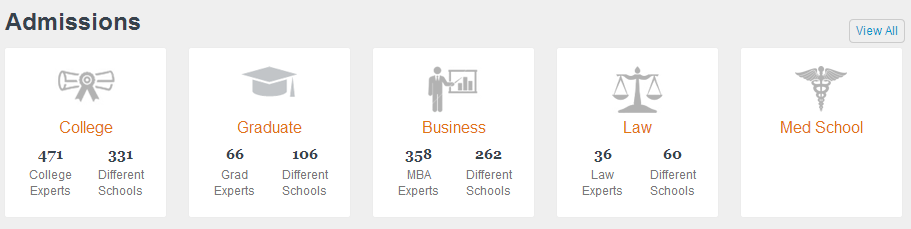 Admissions
View All
College
471 331
College Different
Experts Schools
Graduate
66 106
Grad Different
Experts Schools
Business
358 262
MBA Different
Experts Schools
Law
36 60
Law Different
Experts Schools
Med School